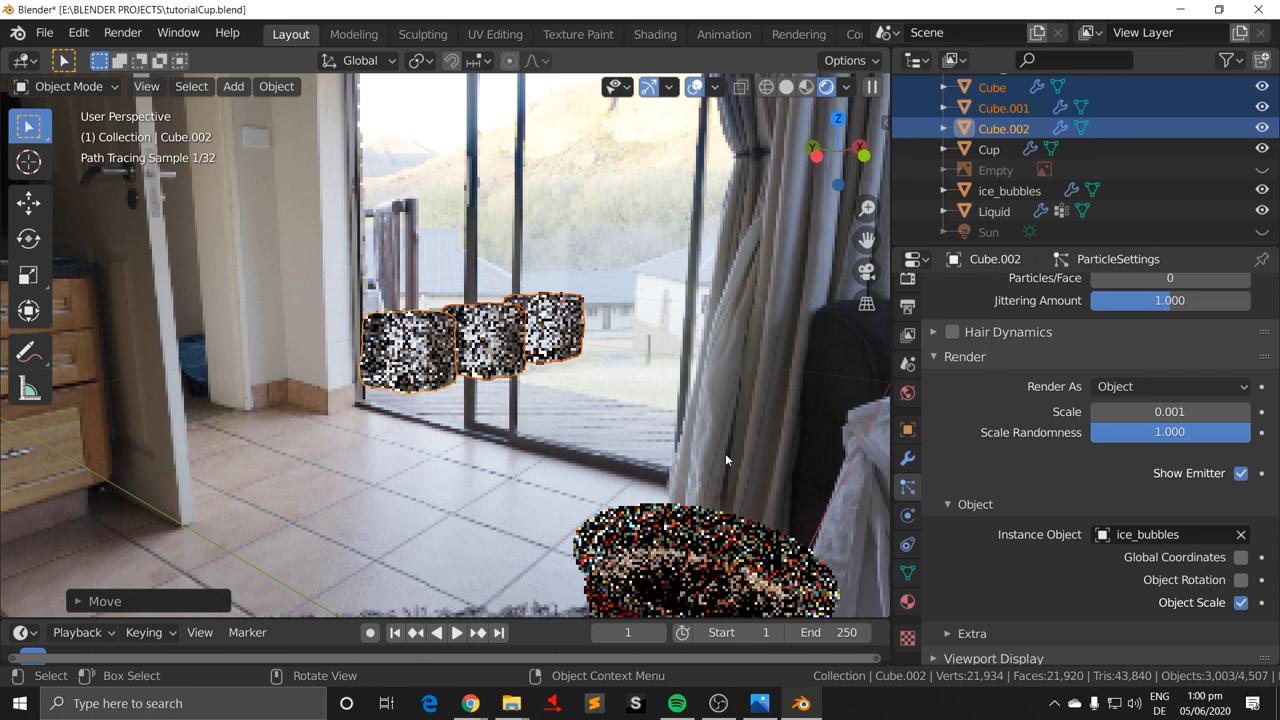 Blender* [E:\BLENDER PROJECTS\tutorialCup.blend]
File Edit Render Window Help Layout Modeling Sculpting UV Editing Texture Paint Shading Animation Rendering Co Scene View Layer
Global Options
Object Mode View Select Add Object
User Perspective
(1) Collection | Cube.002
Path Tracing Sample 1/32
Z
Y
X
Move
Cube
Cube.001
Cube.002
Cup
Empty
ice_bubbles
Liquid
Sun
Cube.002 ParticleSettings
Particles/Face 0
Jittering Amount 1.000
Hair Dynamics
Render
Render As Object
Scale 0.001
Scale Randomness 1.000
Show Emitter
Object
Instance Object ice_bubbles
Global Coordinates
Object Rotation
Object Scale
Extra
Viewport Display
Playback Keying View Marker 1 Start 1 End 250
Select Box Select Rotate View Object Context Menu Collection | Cube.002 | Verts:21,934 | Faces:21,920 | Tris:43,840 | Objects:3,003/4,507 |
Type here to search
ENG
DE
1:00 pm
05/06/2020